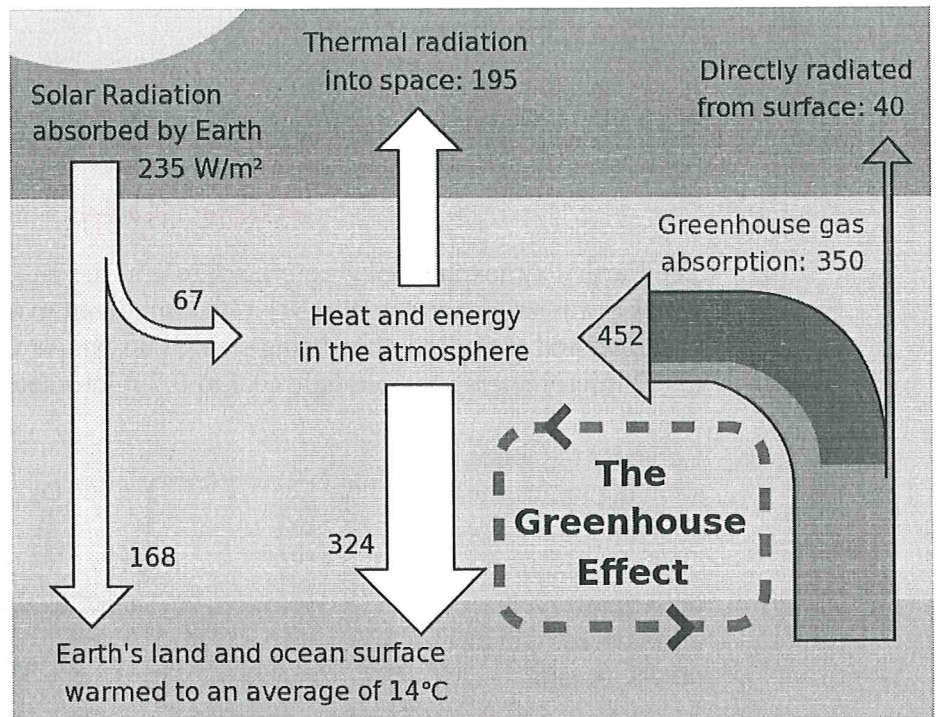 Thermal radiation
into space: 195
Directly radiated
from surface: 40
Solar Radiation
absorbed by Earth
235 W/m²
Greenhouse gas
absorption: 350
67
Heat and energy
in the atmosphere
452
The
Greenhouse
Effect
168
324
Earth's land and ocean surface
warmed to an average of 14°C